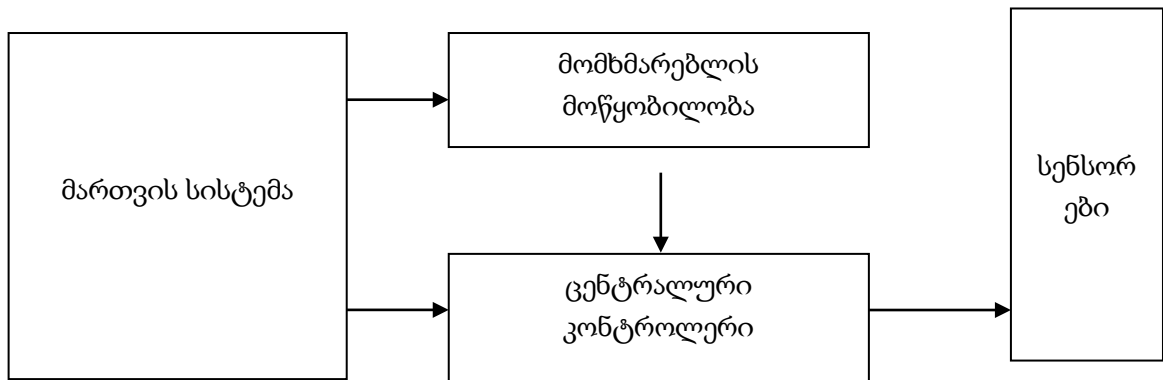 მართვის სისტემა
მომხმარებლის
მოწყობილობა
ცენტრალური
კონტროლერი
სენსორ
ები